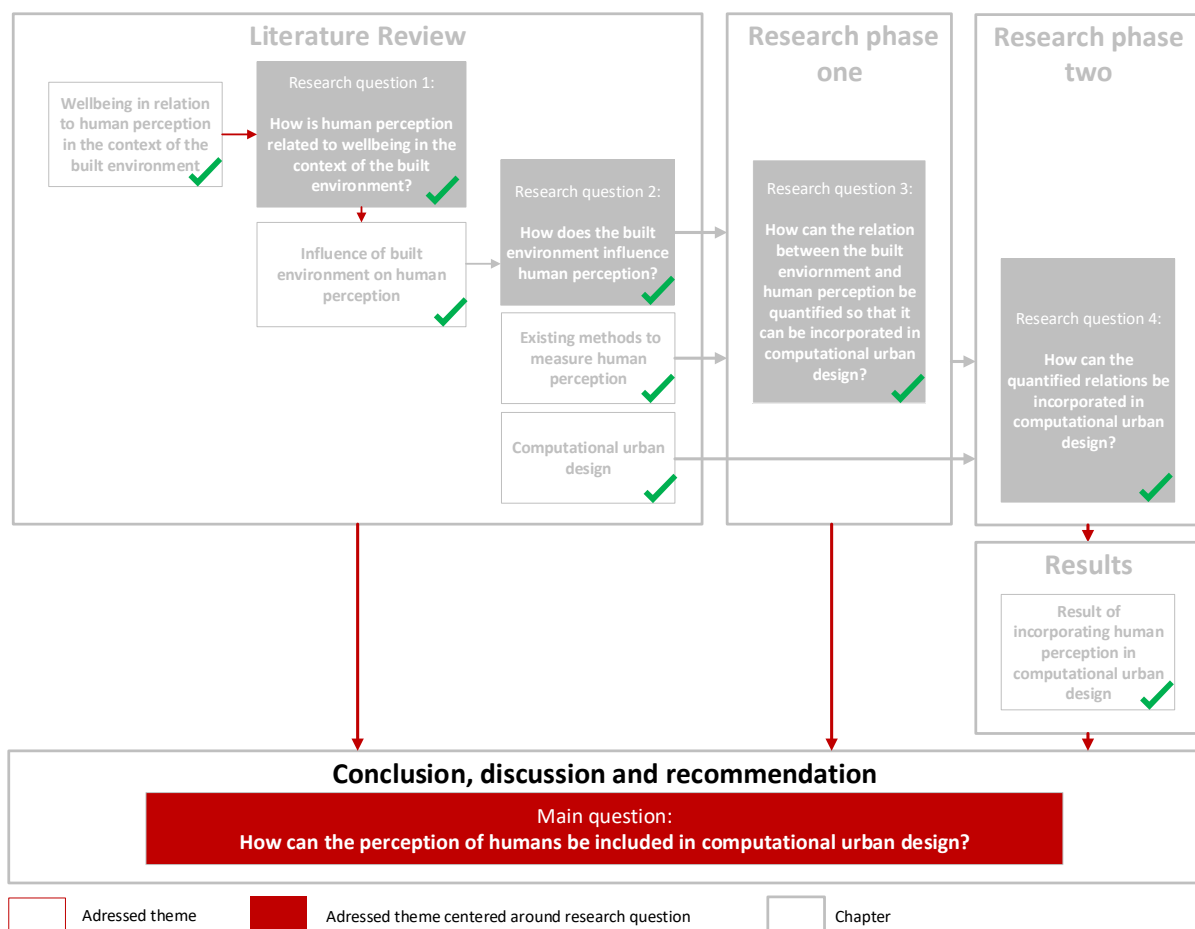 Literature Review
Wellbeing in relation
to human perception
in the context of the
built environment
Research question 1:
How is human perception
related to wellbeing in the
context of the built
environment?
Influence of built
environment on human
perception
Research question 2:
How does the built
environment influence
human perception?
Existing methods to
measure human
perception
Computational urban
design
Research phase
one
Research question 3:
How can the relation
between the built
enviornment and
human perception be
quantified so that it
can be incorporated in
computational urban
design?
Research phase
two
Research question 4:
How can the
quantified relations be
incorporated in
computational urban
design?
Results
Result of
incorporating human
perception in
computational urban
design
Conclusion, discussion and recommendation
Main question:
How can the perception of humans be included in computational urban design?
Adressed theme
Adressed theme centered around research question
Chapter